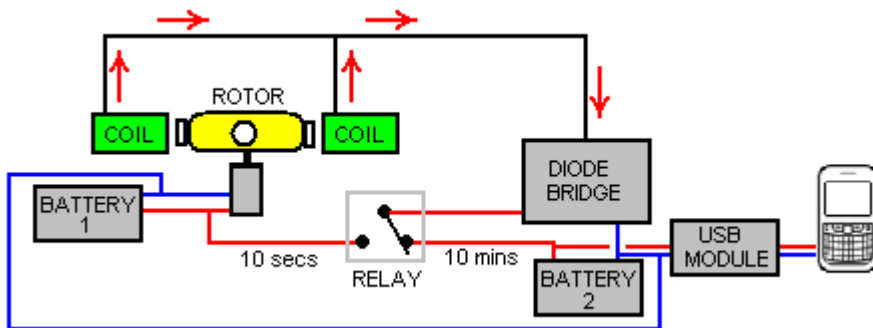 ROTOR
COIL
COIL
DIODE
BRIDGE
BATTERY
1
10 secs
10 mins
RELAY
BATTERY
2
USB
MODULE